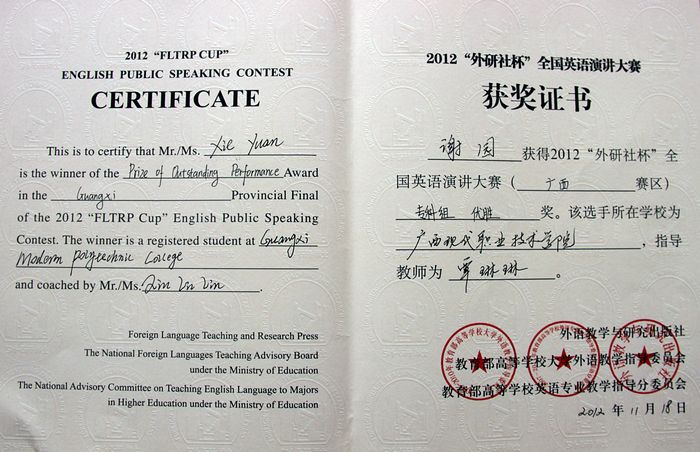 2012 “FLTRP CUP”
ENGLISH PUBLIC SPEAKING CONTEST
CERTIFICATE
This is to certify that Mr./Ms. Xie Yuan
is the winner of the Prize of Outstanding Performance Award
in the Guangxi Provincial Final
of the 2012 “FLTRP Cup” English Public Speaking
Contest. The winner is a registered student at Guangxi
Modern Polytechnic College
and coached by Mr./Ms. Qin Lin Lin.
Foreign Language Teaching and Research Press
The National Foreign Languages Teaching Advisory Board
under the Ministry of Education
The National Advisory Committee on Teaching English Language to Majors
in Higher Education under the Ministry of Education
2012“外研社杯”全国英语演讲大赛
获奖证书
谢园 获得2012“外研社杯”全
国英语演讲大赛（广西 赛区）
专科组 优胜 奖。该选手所在学校为
广西现代职业技术学院，指导
教师为 覃琳琳。
外语教学与研究出版社
教育部高等学校大学外语教学指导委员会
教育部高等学校英语专业教学指导分委员会
2012年11月18日